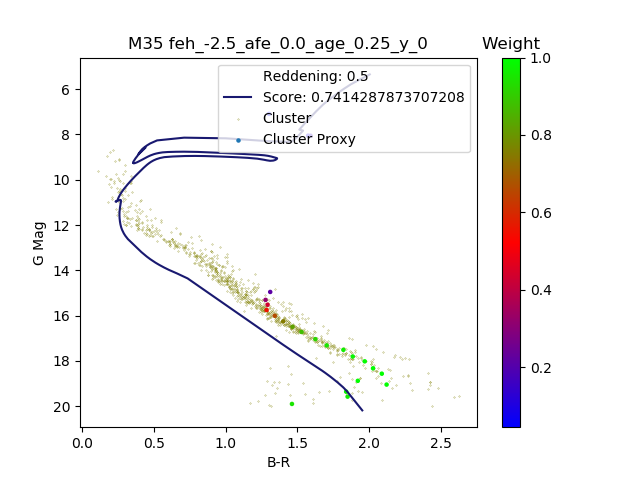 M35 feh_-2.5_afe_0.0_age_0.25_y_0
Weight
Reddening: 0.5
Score: 0.7414287873707208
Cluster
Cluster Proxy
6
8
10
12
14
16
18
20
G Mag
0.0
0.5
1.0
1.5
2.0
2.5
B-R
1.0
0.8
0.6
0.4
0.2